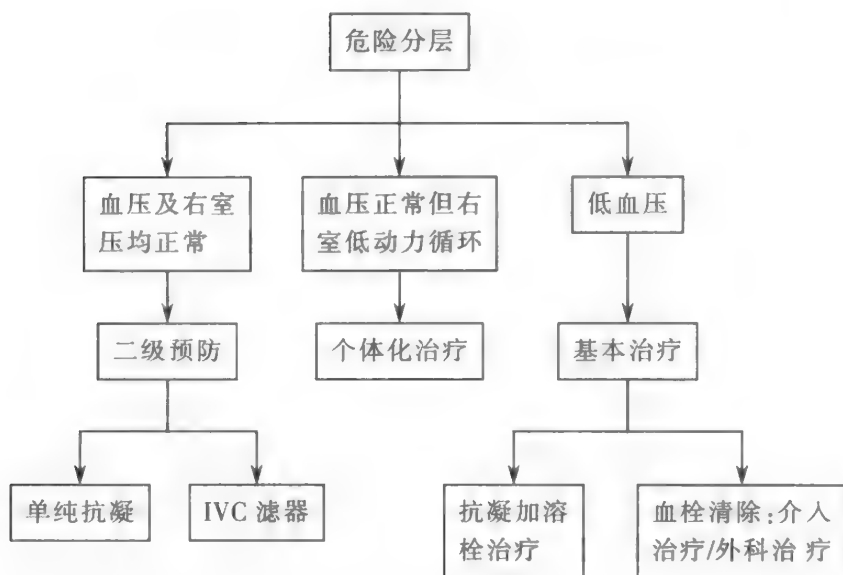 危险分层
血压及右室
压均正常
血压正常但右
室低动力循环
低血压
二级预防
个体化治疗
基本治疗
单纯抗凝
IVC 滤器
抗凝加溶
栓治疗
血栓清除:介入
治疗/外科治疗